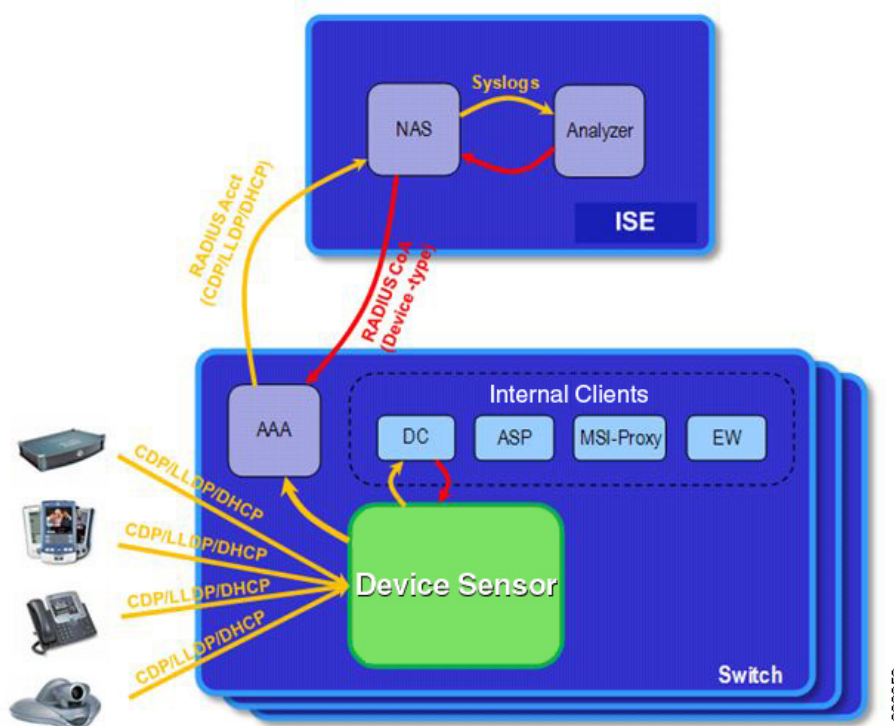 Syslogs
NAS
Analyzer
ISE
RADIUS Acct
(CDP/LLDP/DHCP)
RADIUS CoA
(Device -type)
Internal Clients
AAA
DC
ASP
MSI-Proxy
EW
CDP/LLDP/DHCP
CDP/LLDP/DHCP
CDP/LLDP/DHCP
CDP/LLDP/DHCP
Device Sensor
Switch